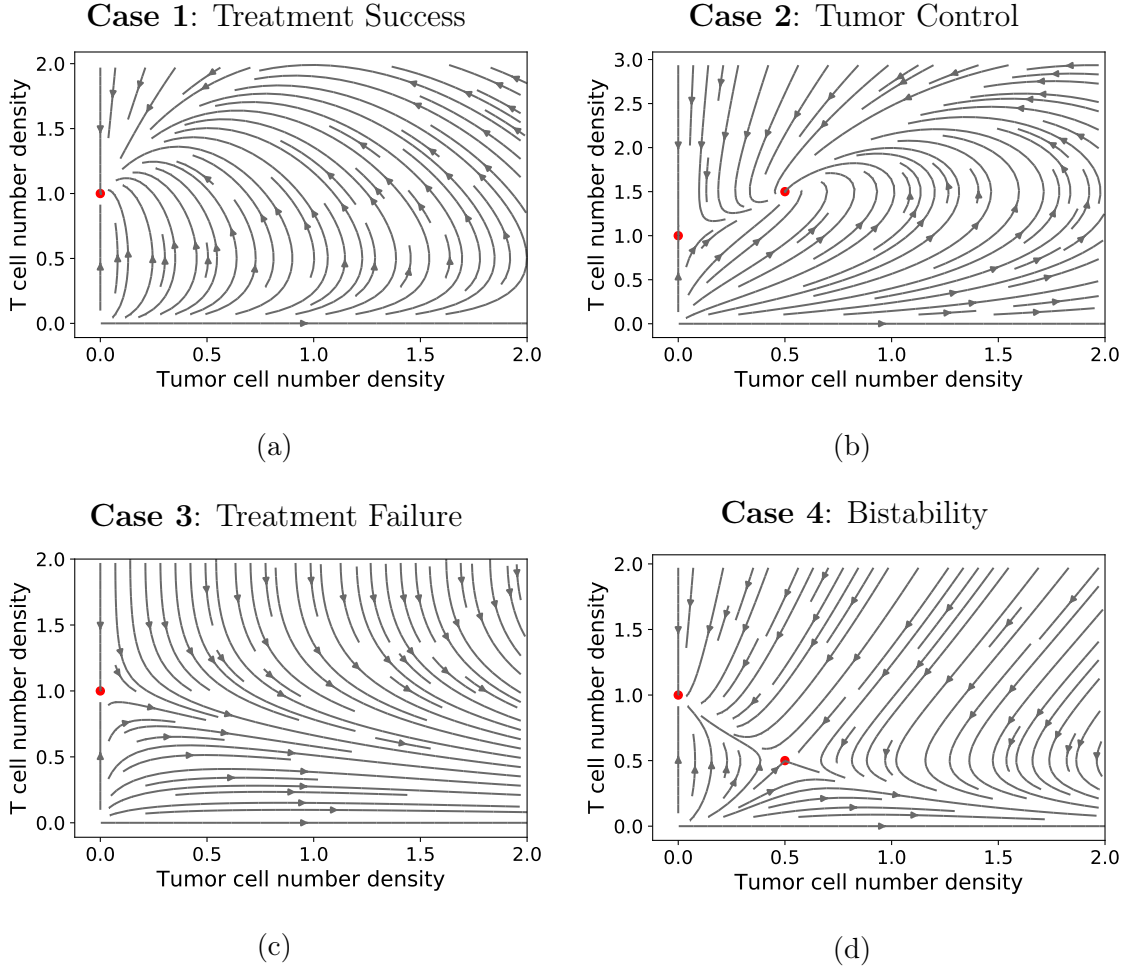 Case 1: Treatment Success
Case 2: Tumor Control
2.0
1.5
1.0
0.5
0.0
T cell number density
0.0 0.5 1.0 1.5 2.0
Tumor cell number density
(a)
3.0
2.5
2.0
1.5
1.0
0.5
0.0
T cell number density
0.0 0.5 1.0 1.5 2.0
Tumor cell number density
(b)
Case 3: Treatment Failure
Case 4: Bistability
2.0
1.5
1.0
0.5
0.0
T cell number density
0.0 0.5 1.0 1.5 2.0
Tumor cell number density
(c)
2.0
1.5
1.0
0.5
0.0
T cell number density
0.0 0.5 1.0 1.5 2.0
Tumor cell number density
(d)